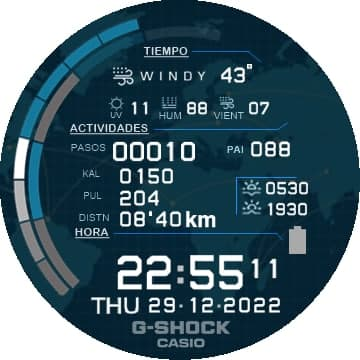 TIEMPO
WINDY 43°
UV 11 HUM 88 VIENT 07
ACTIVIDADES
PASOS 00010 PAI 088
KAL 0150
PUL 204 0530
DISTN 08'40km 1930
HORA
22:55 11
THU 29·12·2022
G-SHOCK
CASIO